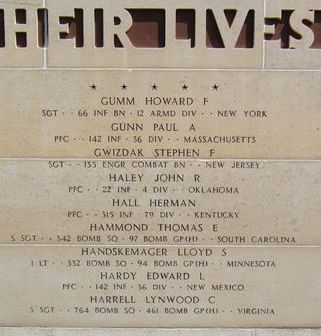 HEIR LIVES
★ ★ ★ ★ ★
GUMM HOWARD F
SGT · · 66 INF BN · 12 ARMD DIV · · NEW YORK
GUNN PAUL A
PFC · · 142 INF · 36 DIV · · MASSACHUSETTS
GWIZDAK STEPHEN F
SGT · · 135 ENGR COMBAT BN · · NEW JERSEY
HALEY JOHN R
PFC · · 22 INF · 4 DIV · · OKLAHOMA
HALL HERMAN
PFC · · 315 INF · 79 DIV · · KENTUCKY
HAMMOND THOMAS E
S SGT · · 342 BOMB SQ · 97 BOMB GP(H) · · SOUTH CAROLINA
HANDSKEMAGER LLOYD S
1 LT · · 332 BOMB SQ · 94 BOMB GP(H) · · MINNESOTA
HARDY EDWARD L
PFC · · 142 INF · 36 DIV · · NEW MEXICO
HARRELL LYNWOOD C
S SGT · · 764 BOMB SQ · 461 BOMB GP(H) · · VIRGINIA